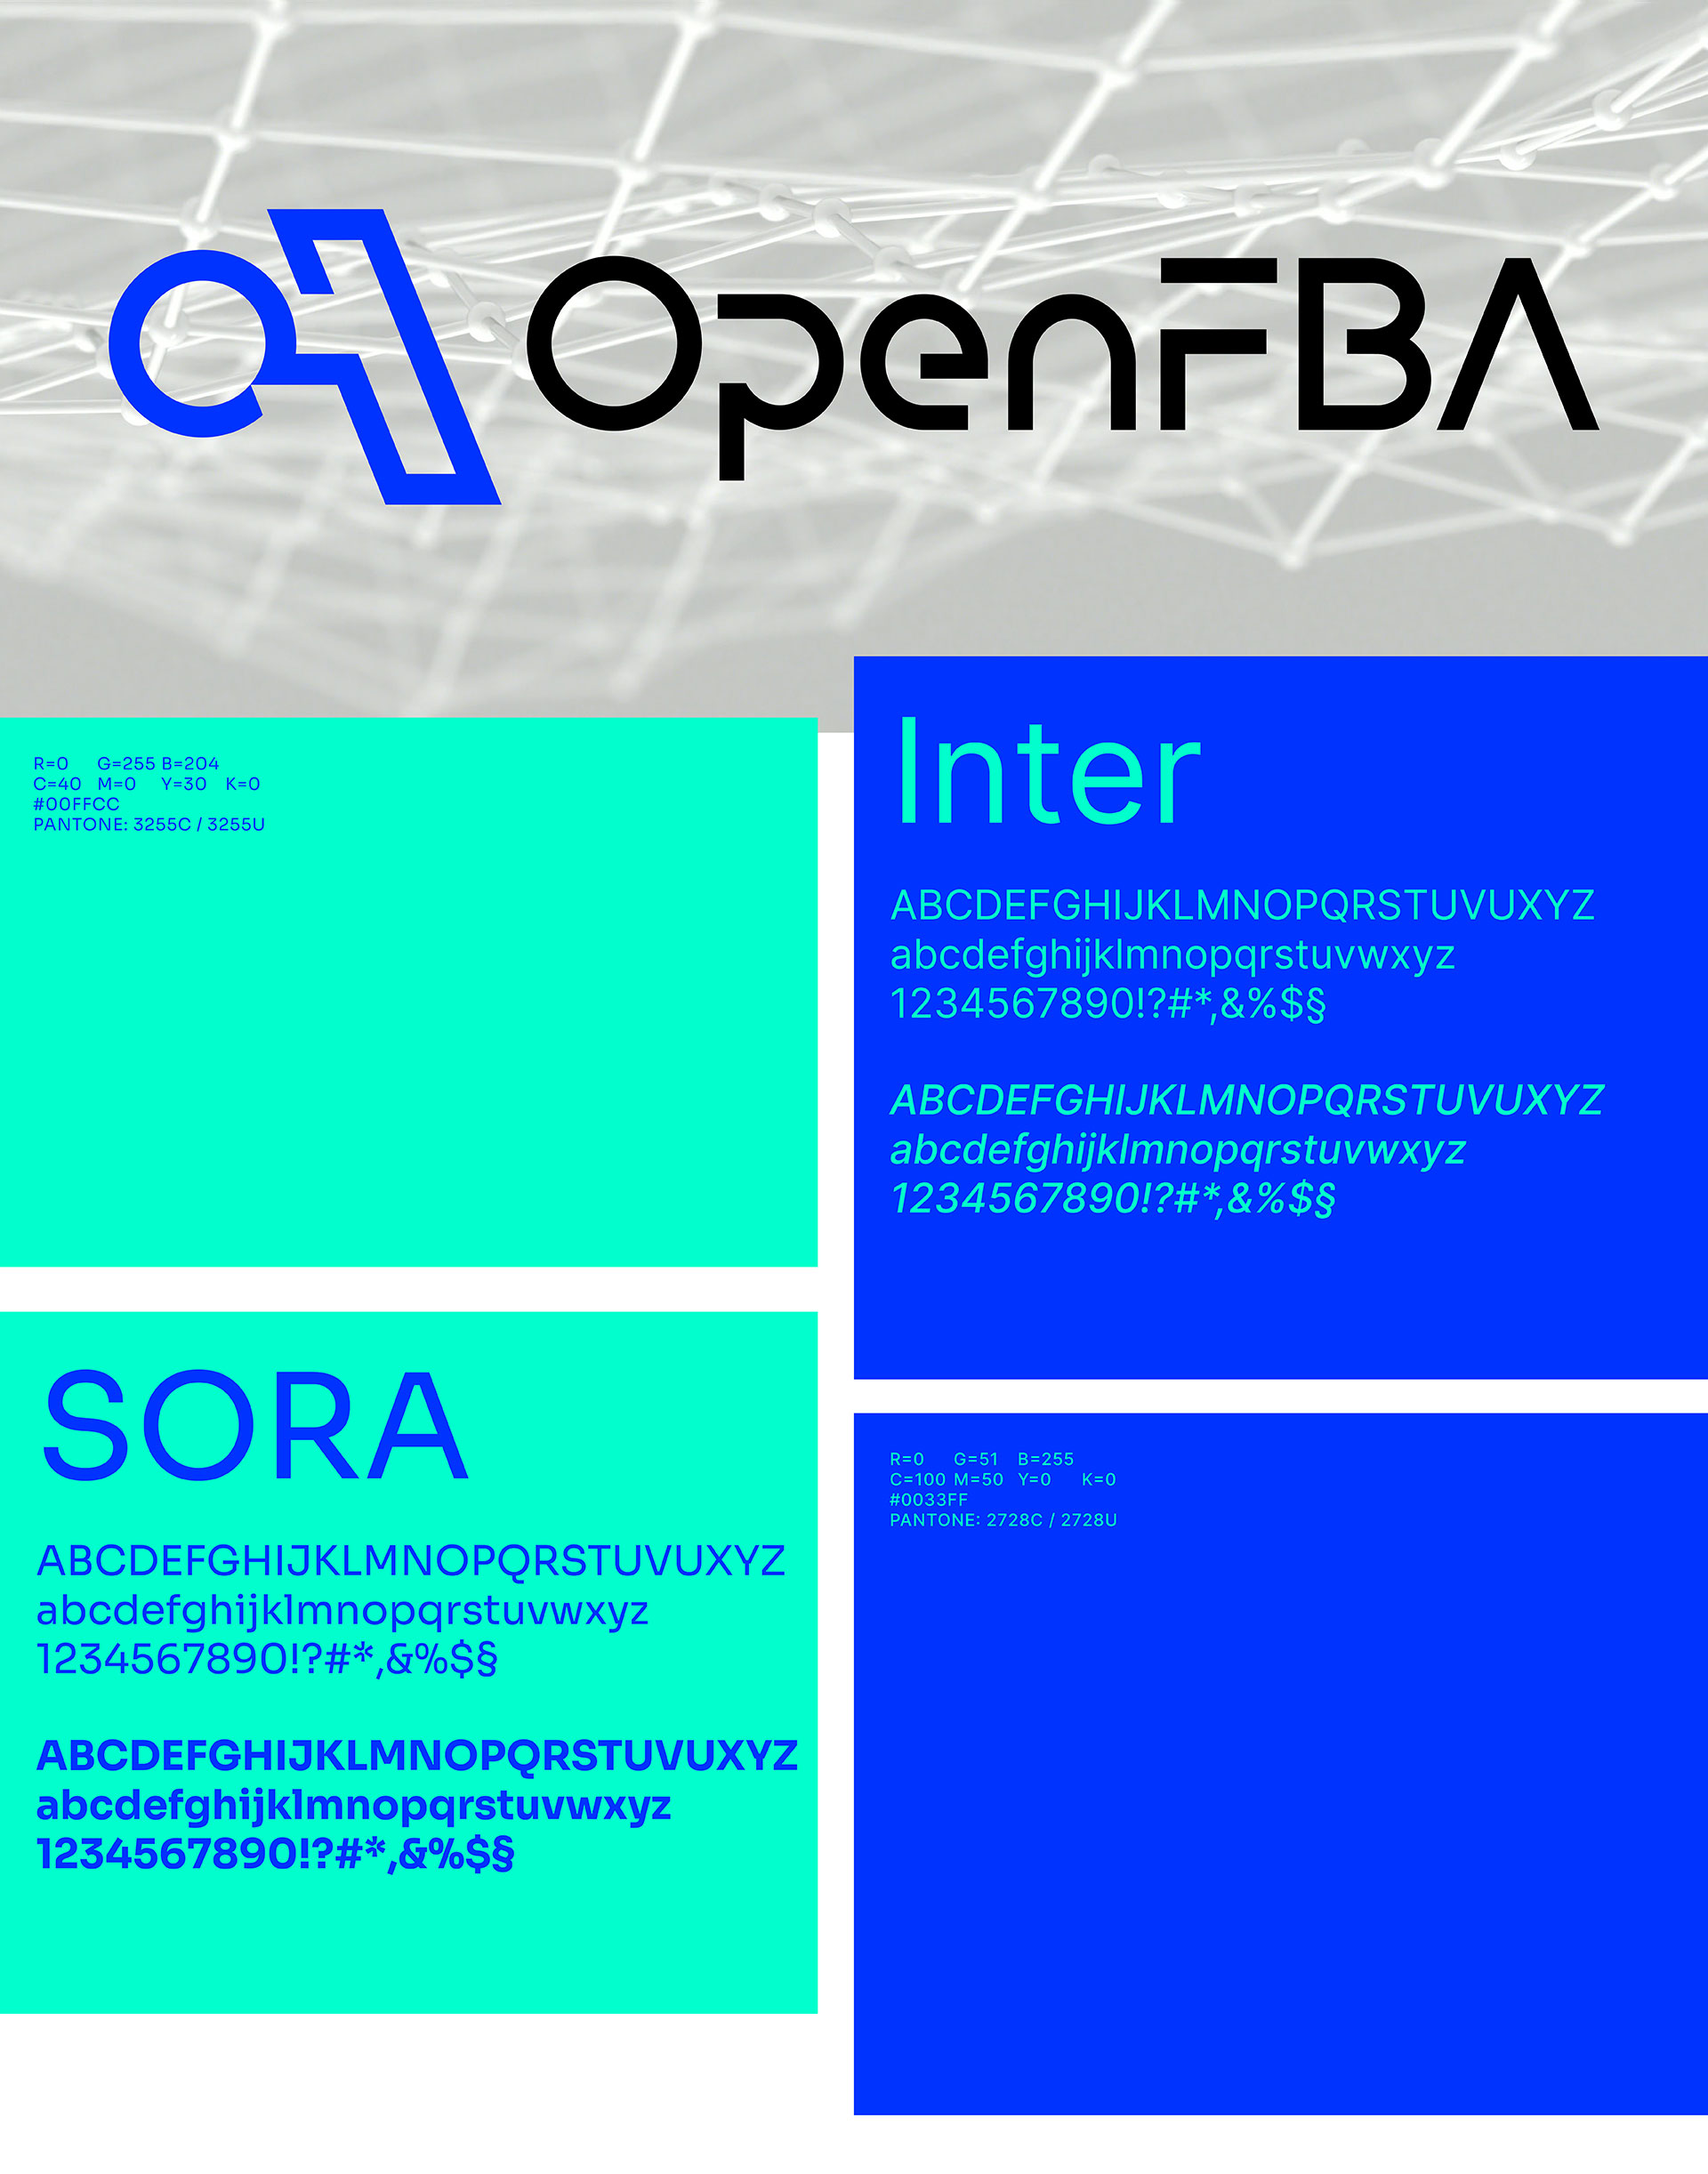 OpenFBA
R=0 G=255 B=204
C=40 M=0 Y=30 K=0
#00FFCC
PANTONE: 3255C / 3255U
Inter
ABCDEFGHIJKLMNOPQRSTUVUXYZ
abcdefghijklmnopqrstuvwxyz
1234567890!?#*,&%$§
ABCDEFGHIJKLMNOPQRSTUVUXYZ
abcdefghijklmnopqrstuvwxyz
1234567890!?#*,&%$§
SORA
ABCDEFGHIJKLMNOPQRSTUVUXYZ
abcdefghijklmnopqrstuvwxyz
1234567890!?#*,&%$§
ABCDEFGHIJKLMNOPQRSTUVUXYZ
abcdefghijklmnopqrstuvwxyz
1234567890!?#*,&%$§
R=0 G=51 B=255
C=100 M=50 Y=0 K=0
#0033FF
PANTONE: 2728C / 2728U